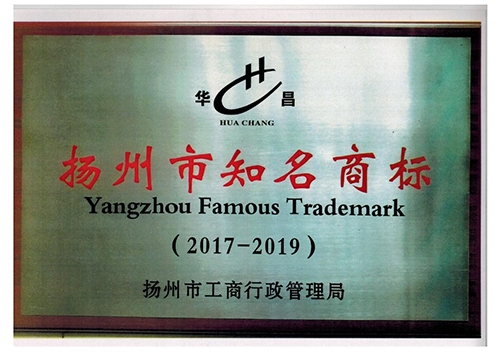 华 昌
HUA CHANG
扬州市知名商标
Yangzhou Famous Trademark
(2017-2019)
扬州市工商行政管理局